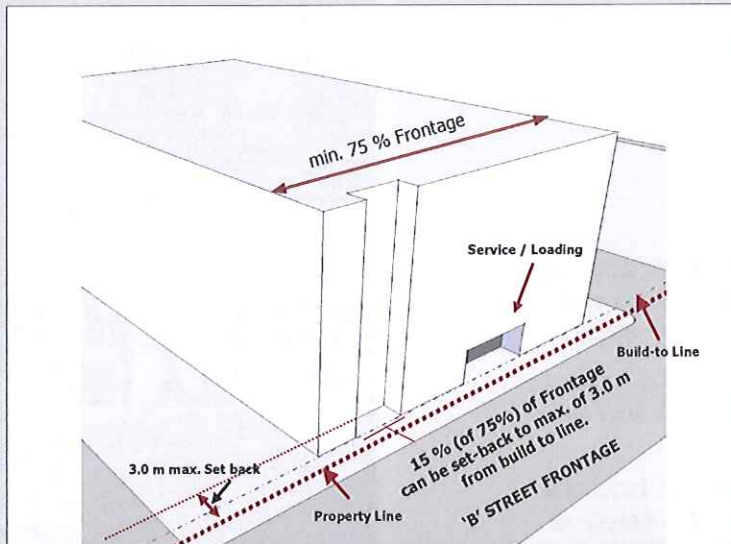 min. 75 % Frontage
Service / Loading
Build-to Line
15 % (of 75%) of Frontage
can be set-back to max. of 3.0 m
from build to line.
'B' STREET FRONTAGE
3.0 m max. Set back
Property Line